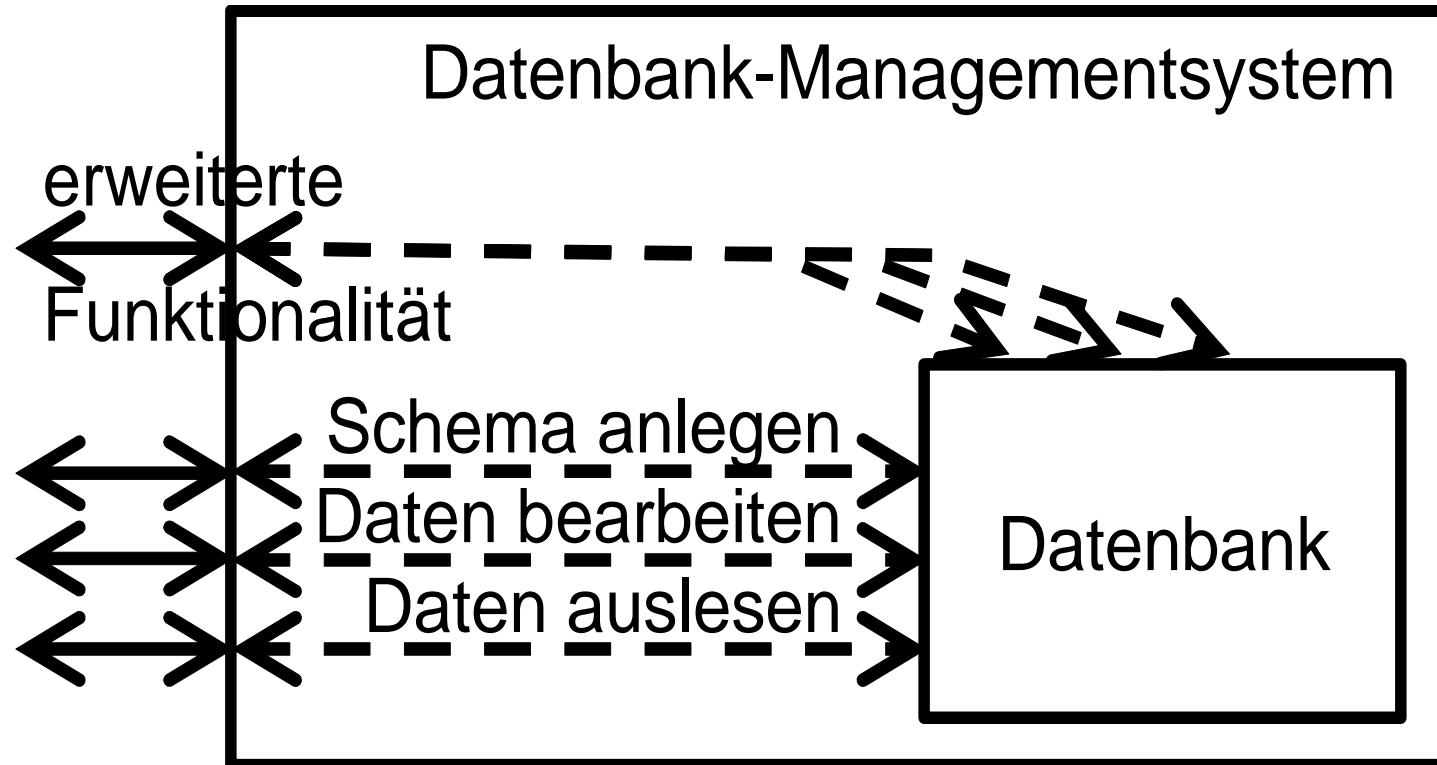 Datenbank-Managementsystem
erweiterte
Funktionalität
Schema anlegen
Daten bearbeiten
Daten auslesen
Datenbank